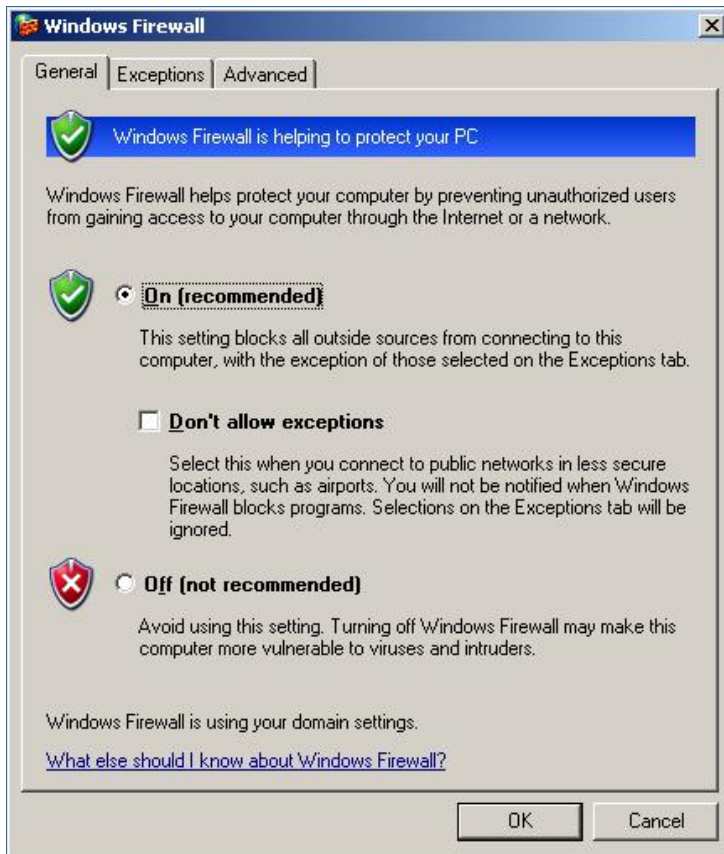 Windows Firewall
General
Exceptions
Advanced
Windows Firewall is helping to protect your PC
Windows Firewall helps protect your computer by preventing unauthorized users
from gaining access to your computer through the Internet or a network.
On (recommended)
This setting blocks all outside sources from connecting to this
computer, with the exception of those selected on the Exceptions tab.
Don't allow exceptions
Select this when you connect to public networks in less secure
locations, such as airports. You will not be notified when Windows
Firewall blocks programs. Selections on the Exceptions tab will be
ignored.
Off (not recommended)
Avoid using this setting. Turning off Windows Firewall may make this
computer more vulnerable to viruses and intruders.
Windows Firewall is using your domain settings.
What else should I know about Windows Firewall?
OK
Cancel